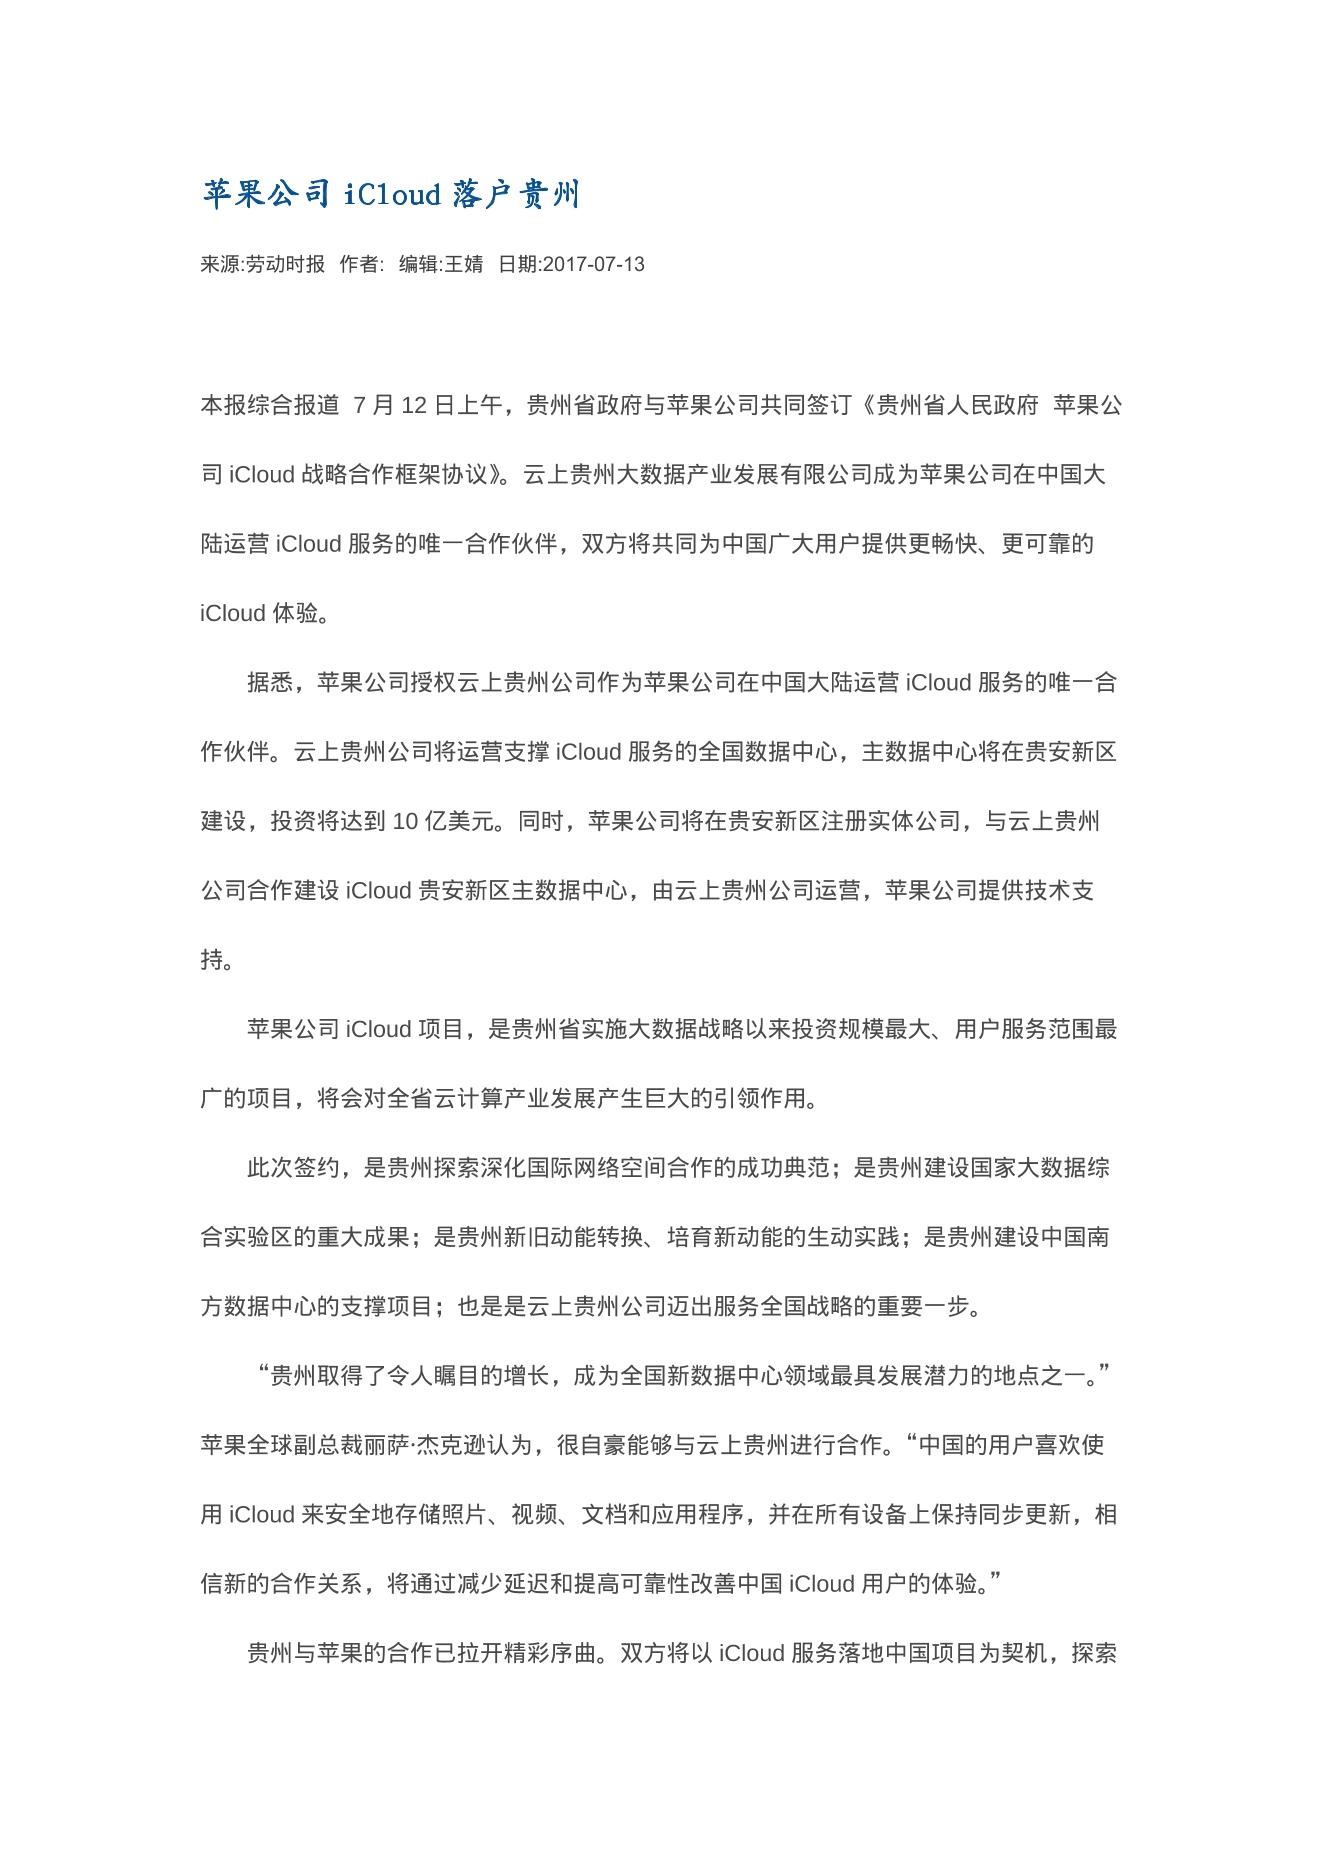 苹果公司 iCloud 落户贵州
来源:劳动时报 作者: 编辑:王婧 日期:2017-07-13
本报综合报道 7 月 12 日上午，贵州省政府与苹果公司共同签订《贵州省人民政府 苹果公
司 iCloud 战略合作框架协议》。云上贵州大数据产业发展有限公司成为苹果公司在中国大
陆运营 iCloud 服务的唯一合作伙伴，双方将共同为中国广大用户提供更畅快、更可靠的
iCloud 体验。
据悉，苹果公司授权云上贵州公司作为苹果公司在中国大陆运营 iCloud 服务的唯一合
作伙伴。云上贵州公司将运营支撑 iCloud 服务的全国数据中心，主数据中心将在贵安新区
建设，投资将达到 10 亿美元。同时，苹果公司将在贵安新区注册实体公司，与云上贵州
公司合作建设 iCloud 贵安新区主数据中心，由云上贵州公司运营，苹果公司提供技术支
持。
苹果公司 iCloud 项目，是贵州省实施大数据战略以来投资规模最大、用户服务范围最
广的项目，将会对全省云计算产业发展产生巨大的引领作用。
此次签约，是贵州探索深化国际网络空间合作的成功典范；是贵州建设国家大数据综
合实验区的重大成果；是贵州新旧动能转换、培育新动能的生动实践；是贵州建设中国南
方数据中心的支撑项目；也是是云上贵州公司迈出服务全国战略的重要一步。
“贵州取得了令人瞩目的增长，成为全国新数据中心领域最具发展潜力的地点之一。”
苹果全球副总裁丽萨·杰克逊认为，很自豪能够与云上贵州进行合作。“中国的用户喜欢使
用 iCloud 来安全地存储照片、视频、文档和应用程序，并在所有设备上保持同步更新，相
信新的合作关系，将通过减少延迟和提高可靠性改善中国 iCloud 用户的体验。”
贵州与苹果的合作已拉开精彩序曲。双方将以 iCloud 服务落地中国项目为契机，探索